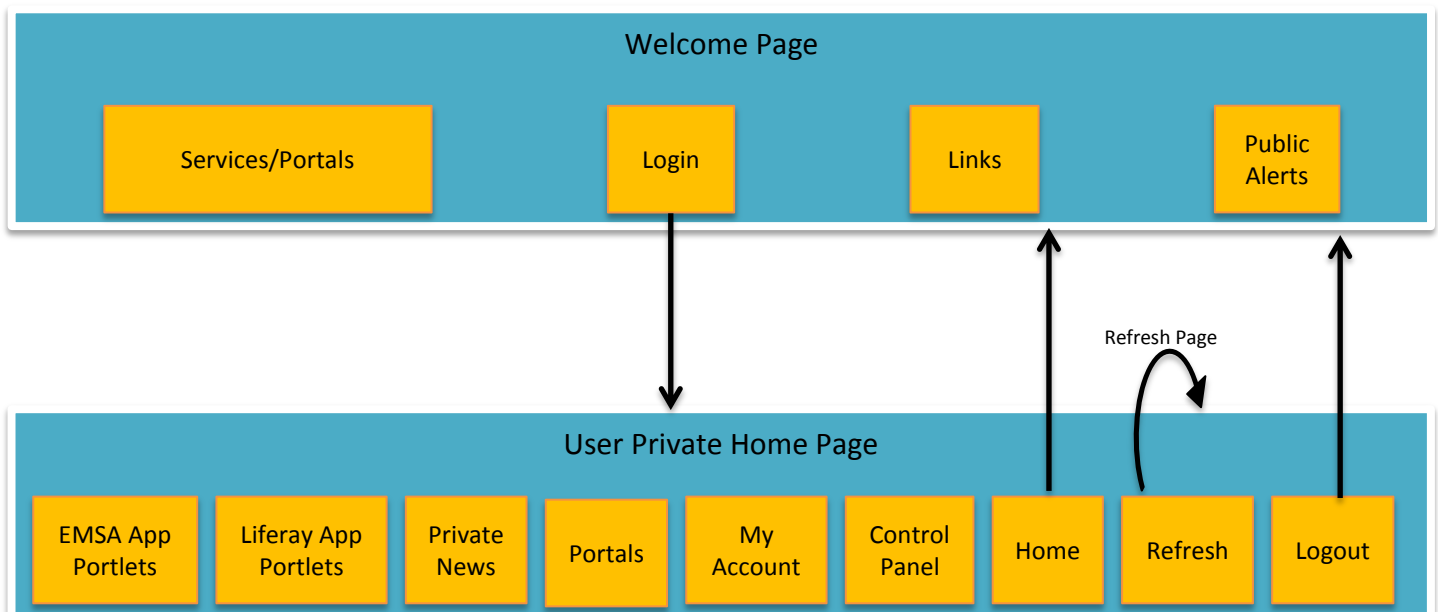 Welcome Page
Services/Portals
Login
Links
Public
Alerts
Refresh Page
User Private Home Page
EMSA App
Portlets
Liferay App
Portlets
Private
News
Portals
My
Account
Control
Panel
Home
Refresh
Logout